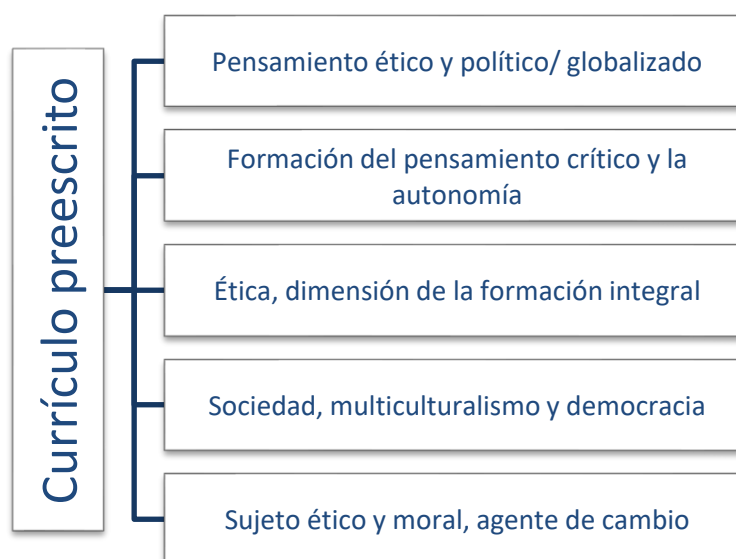 Currículo preescrito
Pensamiento ético y político/ globalizado
Formación del pensamiento crítico y la
autonomía
Ética, dimensión de la formación integral
Sociedad, multiculturalismo y democracia
Sujeto ético y moral, agente de cambio